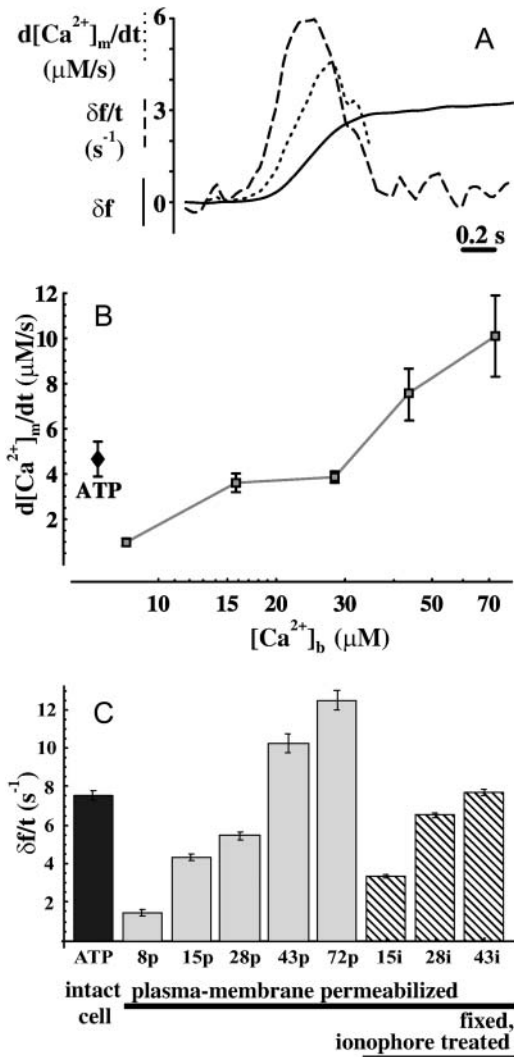 d[Ca²⁺]ₘ/dt
(μM/s)
δf/t
(s⁻¹)
δf
6
3
0
A
0.2 s
B
d[Ca²⁺]ₘ/dt (μM/s)
12
10
8
6
4
2
ATP
10 15 20 30 50 70
[Ca²⁺]b (μM)
C
δf/t (s⁻¹)
12
10
8
6
4
2
ATP 8p 15p 28p 43p 72p 15i 28i 43i
intact plasma-membrane permeabilized
cell fixed,
ionophore treated